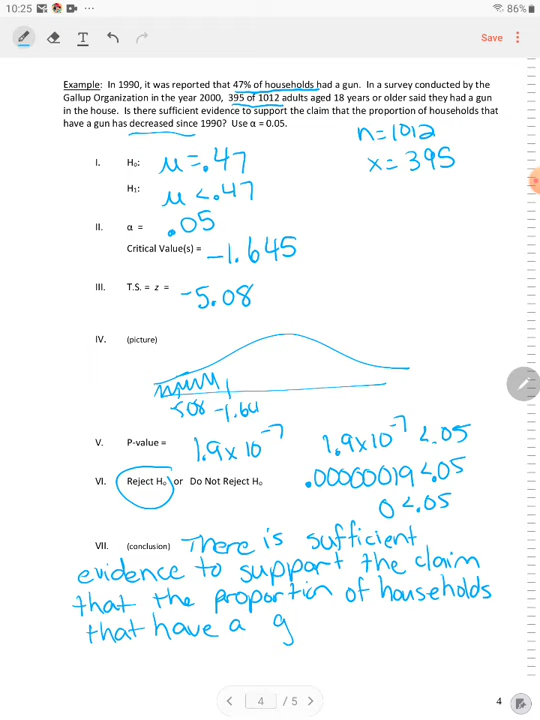 10:25 86%
T Save
Example: In 1990, it was reported that 47% of households had a gun. In a survey conducted by the
Gallup Organization in the year 2000, 395 of 1012 adults aged 18 years or older said they had a gun
in the house. Is there sufficient evidence to support the claim that the proportion of households that
have a gun has decreased since 1990? Use α = 0.05.
n=1012
x=395
I. H₀: μ=.47
H₁: μ<.47
II. α = .05
Critical Value(s) = -1.645
III. T.S. = z = -5.08
IV. (picture)
-508 -1.64
V. P-value = 1.9x10⁻⁷ 1.9x10⁻⁷<.05
VI. Reject H₀ or Do Not Reject H₀ .00000019<.05
0<.05
VII. (conclusion) There is sufficient
evidence to support the claim
that the proportion of households
that have a g
< 4 / 5 > 4